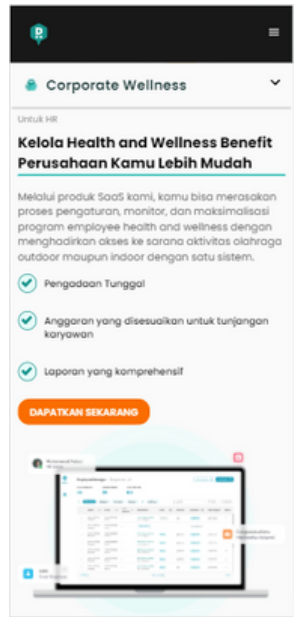 Corporate Wellness
Untuk HR
Kelola Health and Wellness Benefit
Perusahaan Kamu Lebih Mudah
Melalui produk SaaS kami, kamu bisa merasakan
proses pengaturan, monitor, dan maksimalisasi
program employee health and wellness dengan
menghadirkan akses ke sarana aktivitas olahraga
outdoor maupun indoor dengan satu sistem.
Pengadaan Tunggal
Anggaran yang disesuaikan untuk tunjangan
karyawan
Laporan yang komprehensif
DAPATKAN SEKARANG